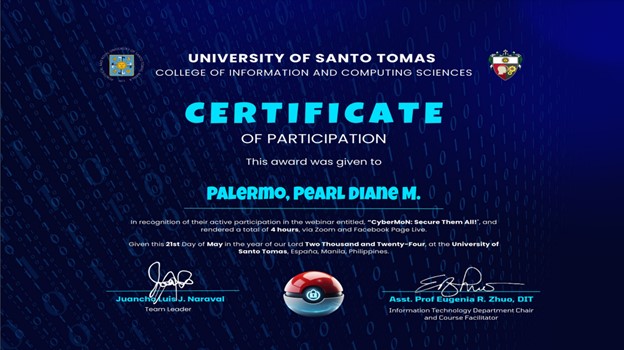 UNIVERSITY OF SANTO TOMAS
COLLEGE OF INFORMATION AND COMPUTING SCIENCES
CERTIFICATE
OF PARTICIPATION
This award was given to
Palermo, Pearl Diane M.
In recognition of their active participation in the webinar entitled, “CyberMoN: Secure Them All!”, and
rendered a total of 4 hours, via Zoom and Facebook Page Live.
Given this 21st Day of May in the year of our Lord Two Thousand and Twenty-Four, at the University of
Santo Tomas, España, Manila, Philippines.
Juancho Luis J. Naraval
Team Leader
Asst. Prof Eugenia R. Zhuo, DIT
Information Technology Department Chair
and Course Facilitator